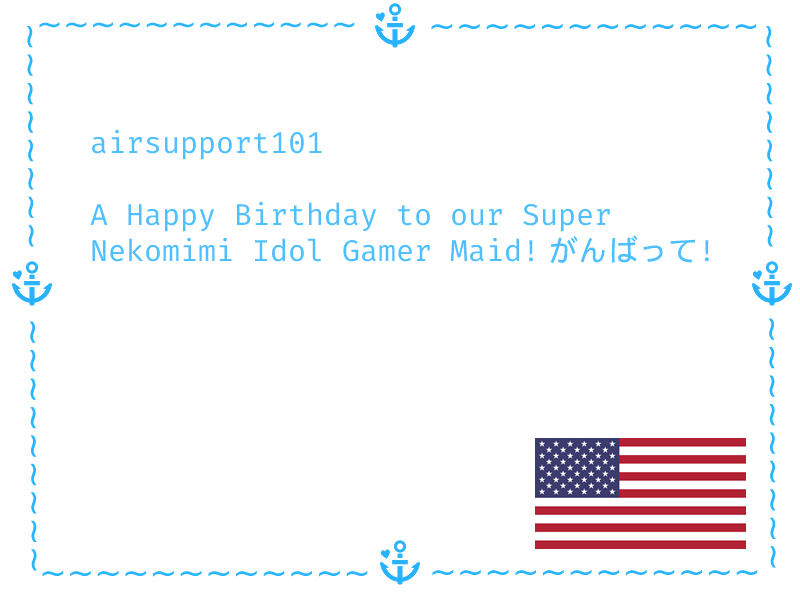 airsupport101
A Happy Birthday to our Super
Nekomimi Idol Gamer Maid! がんばって!